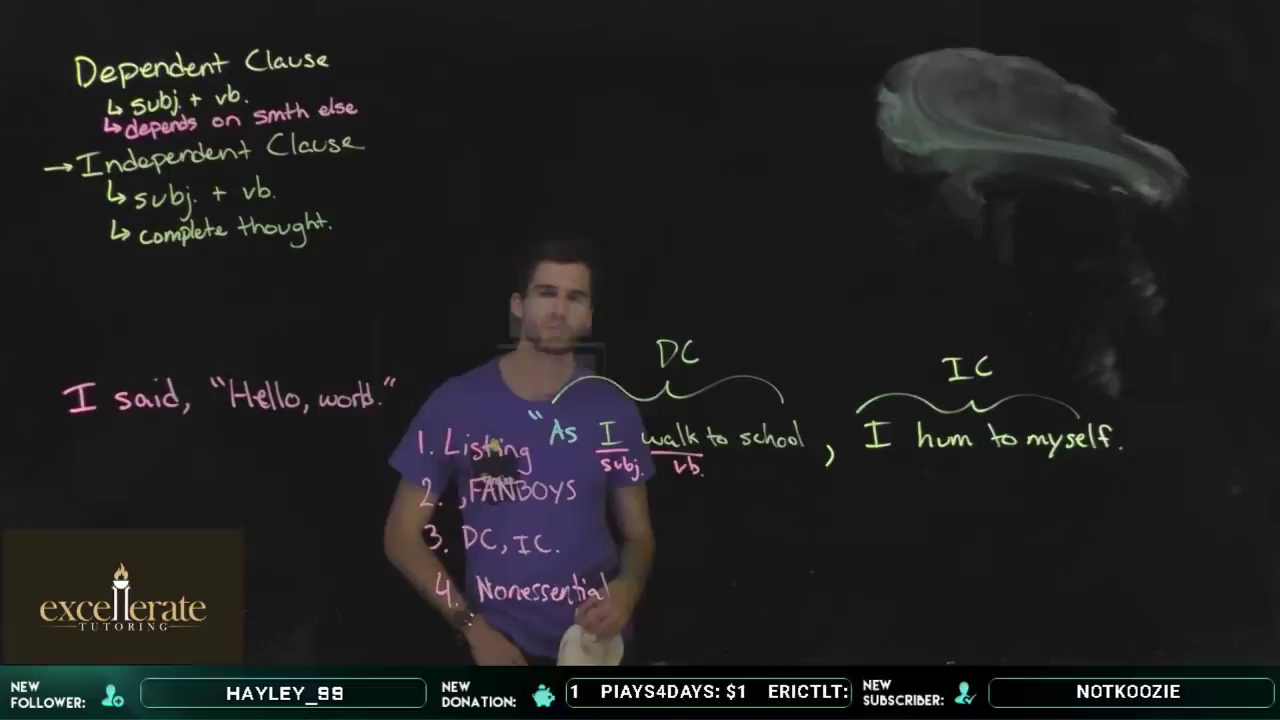 Dependent Clause
↳ subj. + vb.
↳ depends on smth else
→ Independent Clause
↳ subj. + vb.
↳ complete thought.
DC
IC
I said, "Hello, world."
"As I walk to school, I hum to myself.
subj. vb.
1. Listing
2. , FANBOYS
3. DC, IC.
4. Nonessential
excellerate
TUTORING
NEW FOLLOWER: HAYLEY_99
NEW DONATION: 1 PIAYS4DAYS: $1 ERICTLT:
NEW SUBSCRIBER: NOTKOOZIE